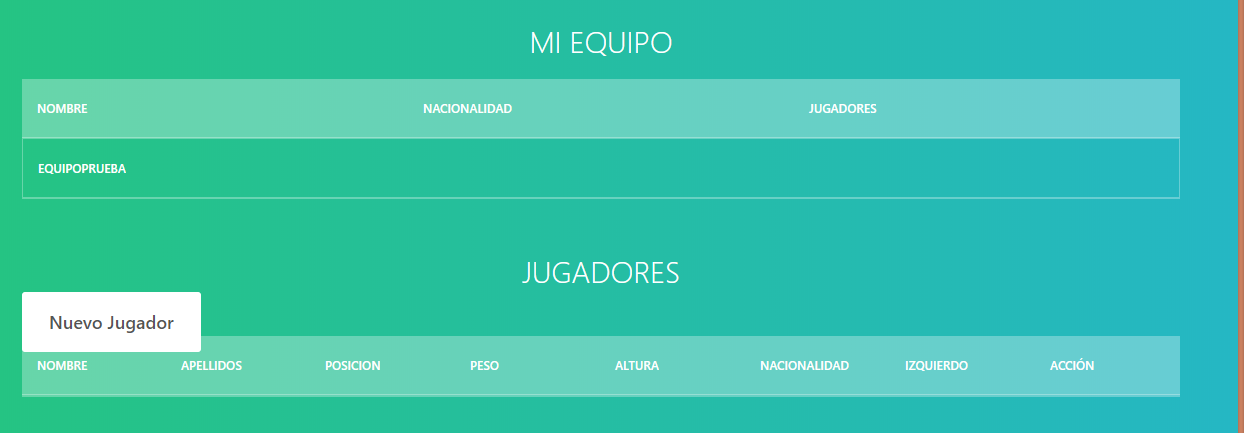 MI EQUIPO
NOMBRE NACIONALIDAD JUGADORES
EQUIPOPRUEBA
JUGADORES
Nuevo Jugador
NOMBRE APELLIDOS POSICION PESO ALTURA NACIONALIDAD IZQUIERDO ACCIÓN